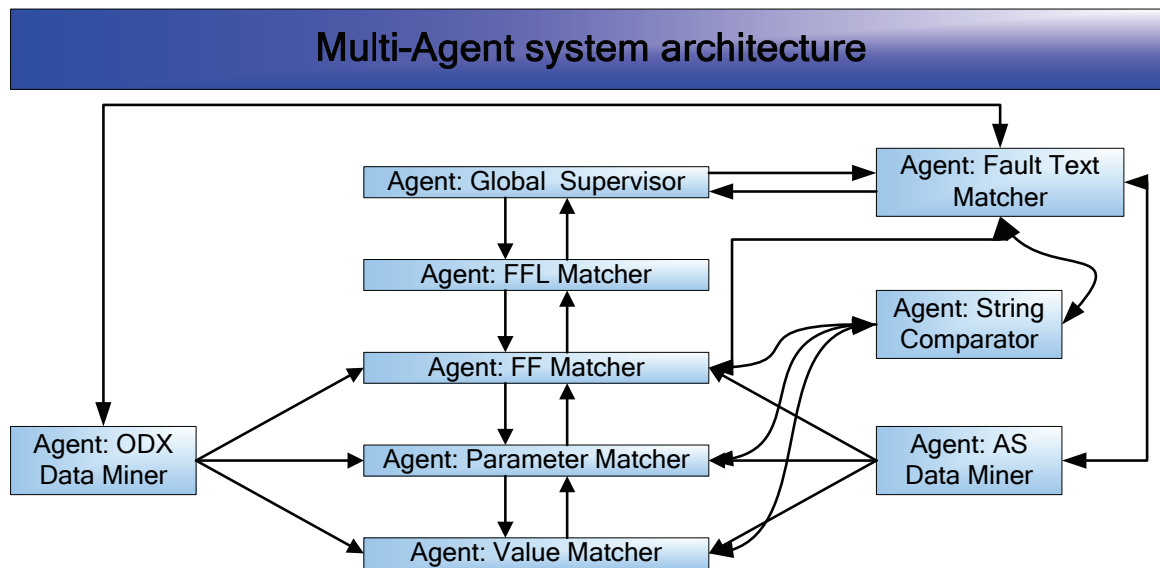 Multi-Agent system architecture
Agent: Global Supervisor
Agent: Fault Text
Matcher
Agent: FFL Matcher
Agent: String
Comparator
Agent: FF Matcher
Agent: ODX
Data Miner
Agent: Parameter Matcher
Agent: AS
Data Miner
Agent: Value Matcher